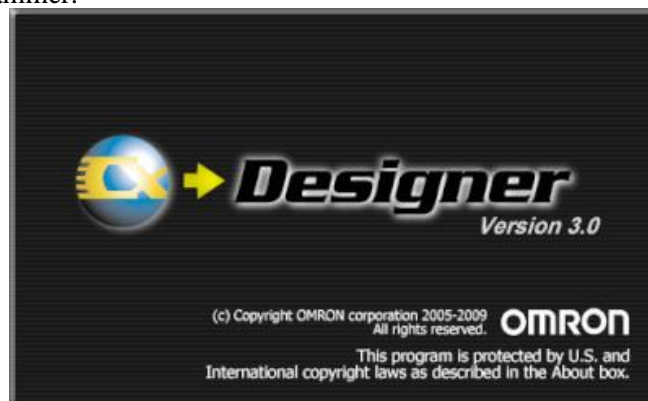 Cx Designer
Version 3.0
(c) Copyright OMRON corporation 2005-2009
All rights reserved.
OMRON
This program is protected by U.S. and
International copyright laws as described in the About box.